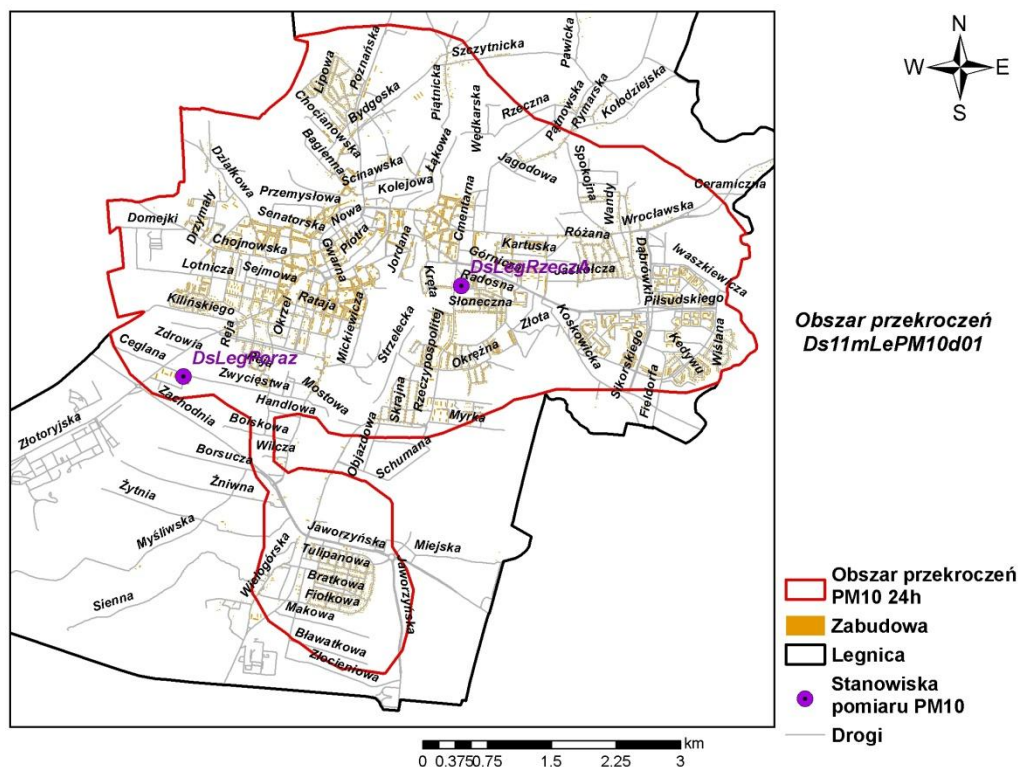 N
W E
S
Szczytnicka
Pawicka
Lipowa
Poznańska
Piątnicka
Kołodziejska
Rymarska
Pątnowska
Rzeczna
Wędkarska
Bydgoska
Chocianowska
Bagienna
Łąkowa
Jagodowa
Spokojna
Działkowa
Ścinawska
Kolejowa
Przemysłowa
Ceramiczna
Wandy
Drzymały
Domejki
Senatorska
Nowa
Piotra
Cmentarna
Wrocławska
Różana
Kartuska
Chojnowska
Gwarna
Jordana
Górnicza
Jaskółcza
Dąbrówki
Iwaszkiewicza
Lotnicza
Sejmowa
Kręta
DsLegRzeczA
Radosna
Słoneczna
Piłsudskiego
Kilińskiego
Rataja
Okrzei
Reja
Mickiewicza
Strzelecka
Rzeczypospolitej
Złota
Koskowicka
Okrężna
Sikorskiego
Kędywu
Wiślana
Obszar przekroczeń
Ds11mLePM10d01
Zdrowia
Ceglana
DsLegPoraz
Zwycięstwa
Mostowa
Handlowa
Skrajna
Myrka
Fieldorfa
Zachodnia
Boiskowa
Wilcza
Objazdowa
Schumana
Złotoryjska
Borsucza
Żniwna
Żytnia
Myśliwska
Jaworzyńska
Miejska
Tulipanowa
Bratkowa
Fiołkowa
Wielogórska
Jaworzyńska
Sienna
Makowa
Bławatkowa
Złocieniowa
Obszar przekroczeń
PM10 24h
Zabudowa
Legnica
Stanowiska
pomiaru PM10
Drogi
km
0 0.375 0.75 1.5 2.25 3